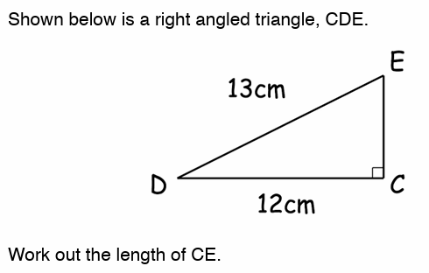 Shown below is a right angled triangle, CDE.
E
13cm
D
C
12cm
Work out the length of CE.